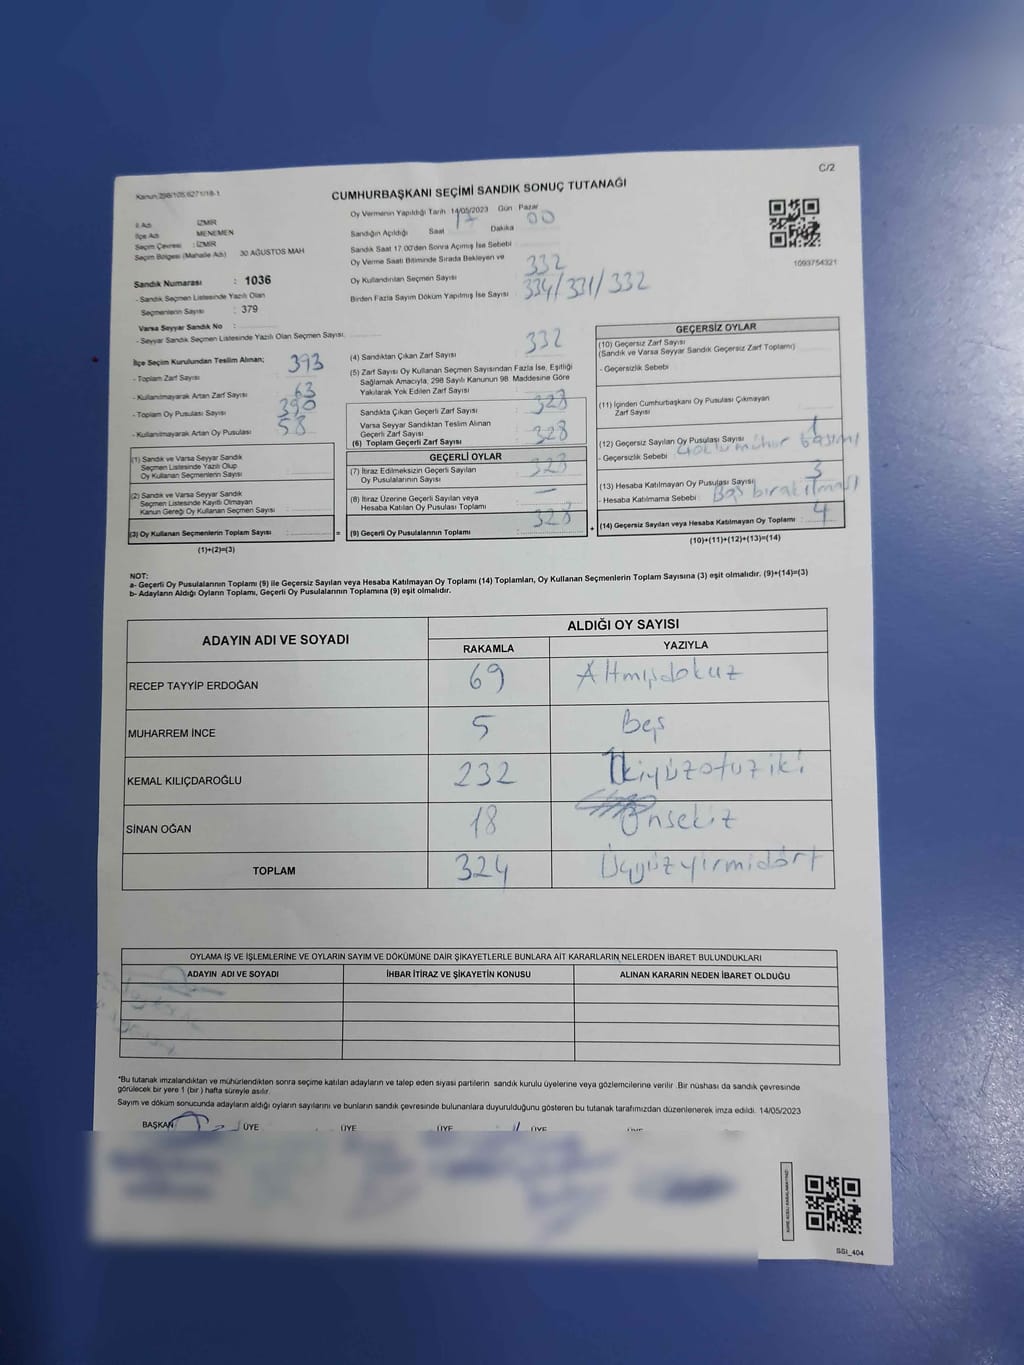 C/2
Kanun:298/105,6271/18-1
CUMHURBAŞKANI SEÇİMİ SANDIK SONUÇ TUTANAĞI
1093754321
İl Adı İZMİR
İlçe Adı MENEMEN
Seçim Çevresi : İZMİR
Seçim Bölgesi (Mahalle Adı) 30 AĞUSTOS MAH
Sandık Numarası : 1036
- Sandık Seçmen Listesinde Yazılı Olan
Seçmenlerin Sayısı : 379
Varsa Seyyar Sandık No :
- Seyyar Sandık Seçmen Listesinde Yazılı Olan Seçmen Sayısı:
Oy Vermenin Yapıldığı Tarih 14/05/2023 Gün Pazar
Sandığın Açıldığı Saat 17 Dakika 00
Sandık Saat 17:00'den Sonra Açımış İse Sebebi
Oy Verme Saati Bitiminde Sırada Bekleyen ve
Oy Kullandırılan Seçmen Sayısı 332
Birden Fazla Sayım Döküm Yapılmış İse Sayısı 334/331/332
İlçe Seçim Kurulundan Teslim Alınan;
- Toplam Zarf Sayısı 393
- Kullanılmayarak Artan Zarf Sayısı 63
- Toplam Oy Pusulası Sayısı 390
- Kullanılmayarak Artan Oy Pusulası 58
(1) Sandık ve Varsa Seyyar Sandık
Seçmen Listesinde Yazılı Olup
Oy Kullanan Seçmenlerin Sayısı
(2) Sandık ve Varsa Seyyar Sandık
Seçmen Listesinde Kayıtlı Olmayan
Kanun Gereği Oy Kullanan Seçmen Sayısı
(3) Oy Kullanan Seçmenlerin Toplam Sayısı : =
(1)+(2)=(3)
(4) Sandıktan Çıkan Zarf Sayısı 332
(5) Zarf Sayısı Oy Kullanan Seçmen Sayısından Fazla İse, Eşitliği
Sağlamak Amacıyla, 298 Sayılı Kanunun 98. Maddesine Göre
Yakılarak Yok Edilen Zarf Sayısı
Sandıkta Çıkan Geçerli Zarf Sayısı : 328
Varsa Seyyar Sandıktan Teslim Alınan
Geçerli Zarf Sayısı
(6) Toplam Geçerli Zarf Sayısı 328
GEÇERLİ OYLAR
(7) İtiraz Edilmeksizin Geçerli Sayılan
Oy Pusulasının Sayısı : 328
(8) İtiraz Üzerine Geçerli Sayılan veya
Hesaba Katılan Oy Pusulası Toplamı —
(9) Geçerli Oy Pusulalarının Toplamı : 328 +
GEÇERSİZ OYLAR
(10) Geçersiz Zarf Sayısı
(Sandık ve Varsa Seyyar Sandık Geçersiz Zarf Toplamı)
- Geçersizlik Sebebi
(11) İçinden Cumhurbaşkanı Oy Pusulası Çıkmayan
Zarf Sayısı
(12) Geçersiz Sayılan Oy Pusulası Sayısı 1
- Geçersizlik Sebebi : Çoklu mühür basımı
(13) Hesaba Katılmayan Oy Pusulası Sayısı 3
- Hesaba Katılmama Sebebi : Boş bırakılması
(14) Geçersiz Sayılan veya Hesaba Katılmayan Oy Toplamı : 4
(10)+(11)+(12)+(13)=(14)
NOT:
a- Geçerli Oy Pusulalarının Toplamı (9) ile Geçersiz Sayılan veya Hesaba Katılmayan Oy Toplamı (14) Toplamları, Oy Kullanan Seçmenlerin Toplam Sayısına (3) eşit olmalıdır. (9)+(14)=(3)
b- Adayların Aldığı Oyların Toplamı, Geçerli Oy Pusulalarının Toplamına (9) eşit olmalıdır.
ADAYIN ADI VE SOYADI
ALDIĞI OY SAYISI
RAKAMLA YAZIYLA
RECEP TAYYİP ERDOĞAN 69 Altmışdokuz
MUHARREM İNCE 5 Beş
KEMAL KILIÇDAROĞLU 232 İkiyüzotuziki
SİNAN OĞAN 18 Onsekiz
TOPLAM 324 Üçyüzyirmidört
OYLAMA İŞ VE İŞLEMLERİNE VE OYLARIN SAYIM VE DÖKÜMÜNE DAİR ŞİKAYETLERLE BUNLARA AİT KARARLARIN NELERDEN İBARET BULUNDUKLARI
ADAYIN ADI VE SOYADI İHBAR İTİRAZ VE ŞİKAYETİN KONUSU ALINAN KARARIN NEDEN İBARET OLDUĞU
*Bu tutanak imzalandıktan ve mühürlendikten sonra seçime katılan adayların ve talep eden siyasi partilerin sandık kurulu üyelerine veya gözlemcilerine verilir .Bir nüshası da sandık çevresinde
görülecek bir yere 1 (bir ) hafta süreyle asılır.
Sayım ve döküm sonucunda adayların aldığı oyların sayılarını ve bunların sandık çevresinde bulunanlara duyurulduğunu gösteren bu tutanak tarafımızdan düzenlenerek imza edildi. 14/05/2023
BAŞKAN ÜYE ÜYE ÜYE ÜYE ÜYE
SSI_404